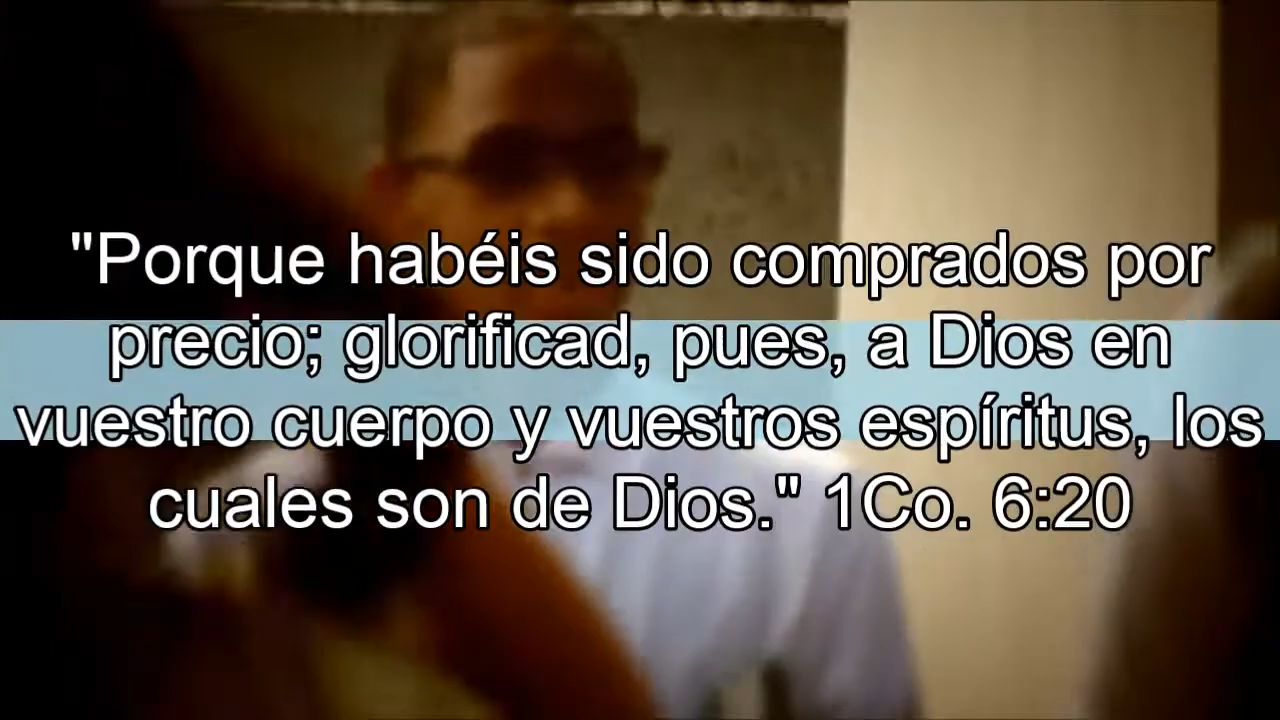 "Porque habéis sido comprados por
precio; glorificad, pues, a Dios en
vuestro cuerpo y vuestros espíritus, los
cuales son de Dios." 1Co. 6:20